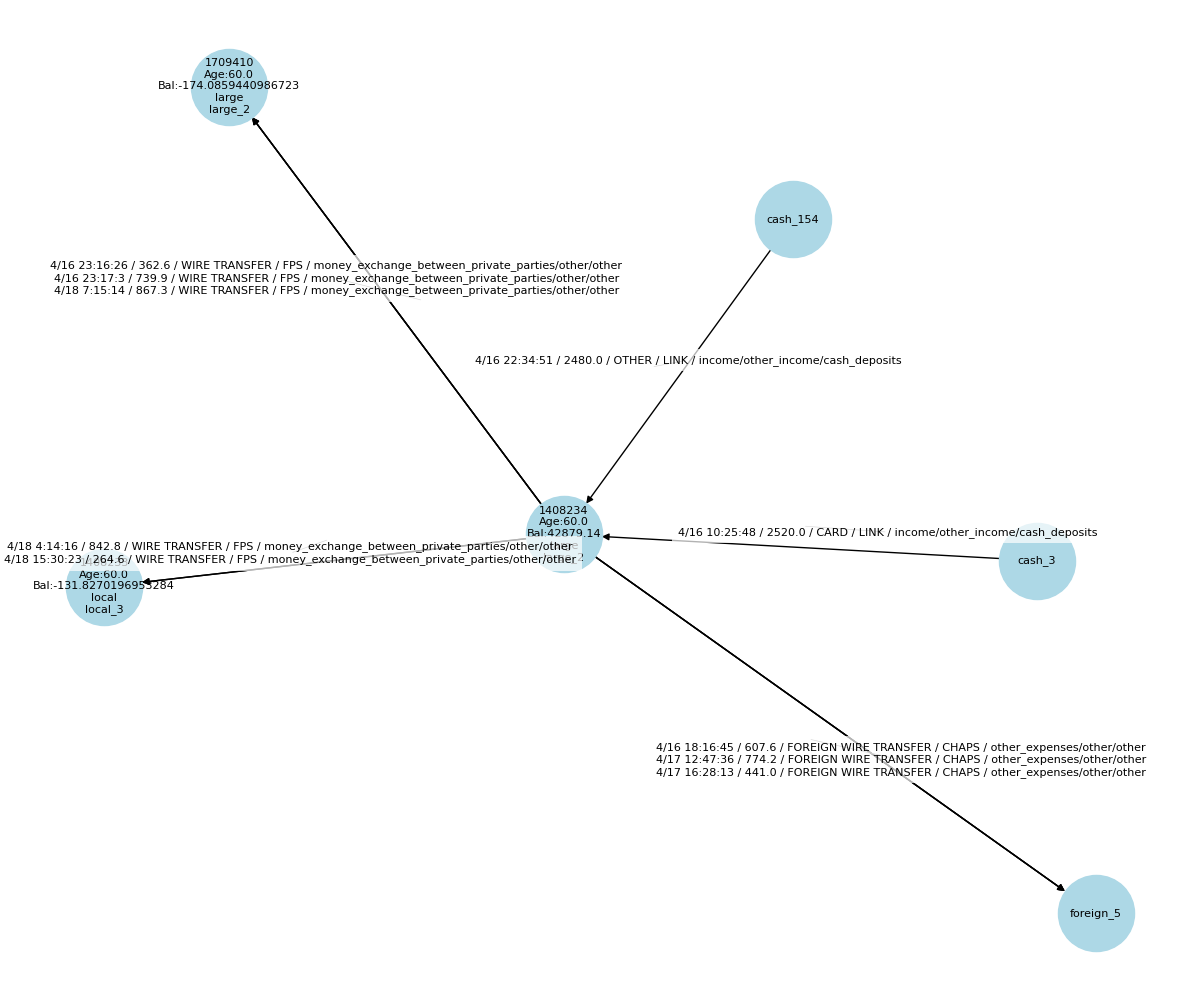 1709410
Age:60.0
Bal:-174.0859440986723
large
large_2
cash_154
4/16 23:16:26 / 362.6 / WIRE TRANSFER / FPS / money_exchange_between_private_parties/other/other
4/16 23:17:3 / 739.9 / WIRE TRANSFER / FPS / money_exchange_between_private_parties/other/other
4/18 7:15:14 / 867.3 / WIRE TRANSFER / FPS / money_exchange_between_private_parties/other/other
4/16 22:34:51 / 2480.0 / OTHER / LINK / income/other_income/cash_deposits
1408234
Age:60.0
Bal:42879.14
4/16 10:25:48 / 2520.0 / CARD / LINK / income/other_income/cash_deposits
cash_3
4/18 4:14:16 / 842.8 / WIRE TRANSFER / FPS / money_exchange_between_private_parties/other/other
4/18 15:30:23 / 264.6 / WIRE TRANSFER / FPS / money_exchange_between_private_parties/other/other
Age:60.0
Bal:-131.8270196953284
local
local_3
4/16 18:16:45 / 607.6 / FOREIGN WIRE TRANSFER / CHAPS / other_expenses/other/other
4/17 12:47:36 / 774.2 / FOREIGN WIRE TRANSFER / CHAPS / other_expenses/other/other
4/17 16:28:13 / 441.0 / FOREIGN WIRE TRANSFER / CHAPS / other_expenses/other/other
foreign_5